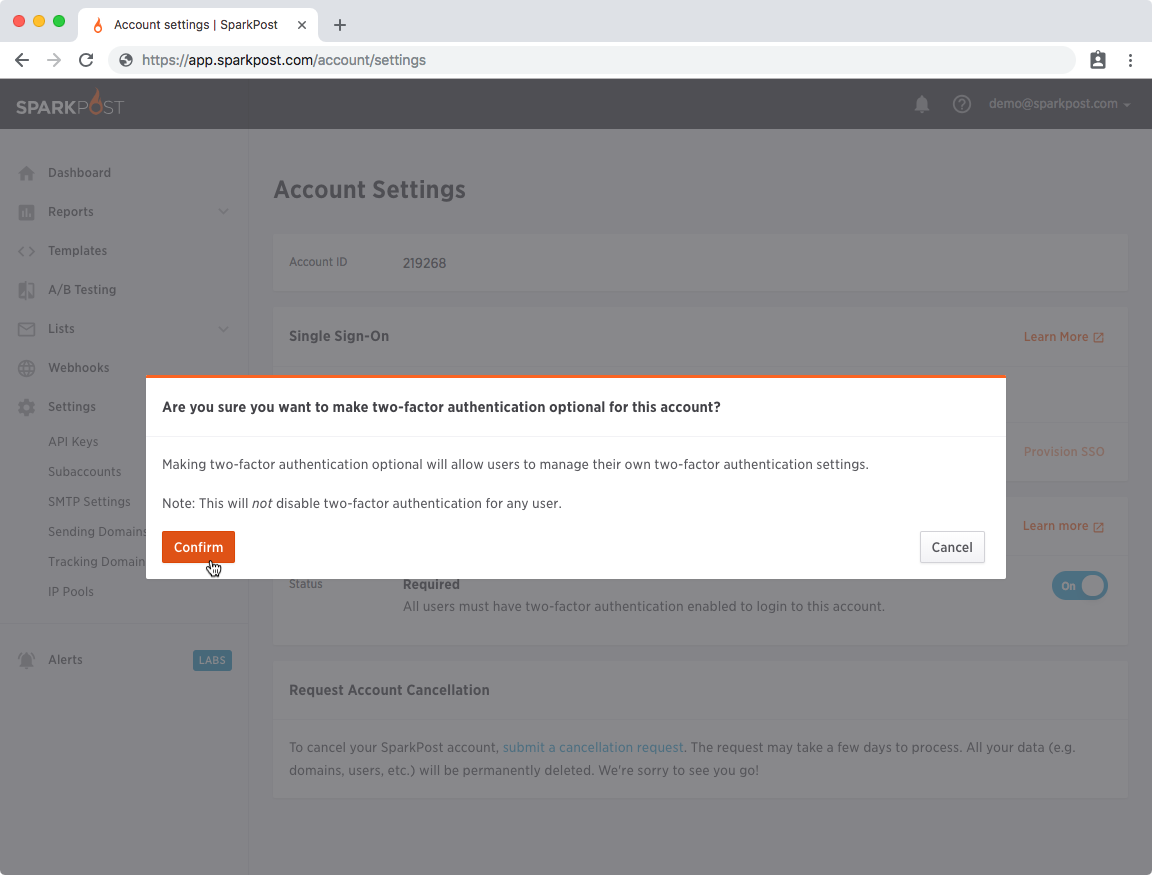 Account settings | SparkPost
https://app.sparkpost.com/account/settings
SPARKPOST
demo@sparkpost.com
Dashboard
Reports
Templates
A/B Testing
Lists
Webhooks
Settings
API Keys
Subaccounts
SMTP Settings
Sending Domains
Tracking Domain
IP Pools
Alerts
LABS
Account Settings
Account ID 219268
Single Sign-On
Learn More
Provision SSO
Are you sure you want to make two-factor authentication optional for this account?
Making two-factor authentication optional will allow users to manage their own two-factor authentication settings.
Note: This will not disable two-factor authentication for any user.
Confirm
Cancel
Learn more
Status
Required
All users must have two-factor authentication enabled to login to this account.
On
Request Account Cancellation
To cancel your SparkPost account, submit a cancellation request. The request may take a few days to process. All your data (e.g.
domains, users, etc.) will be permanently deleted. We're sorry to see you go!